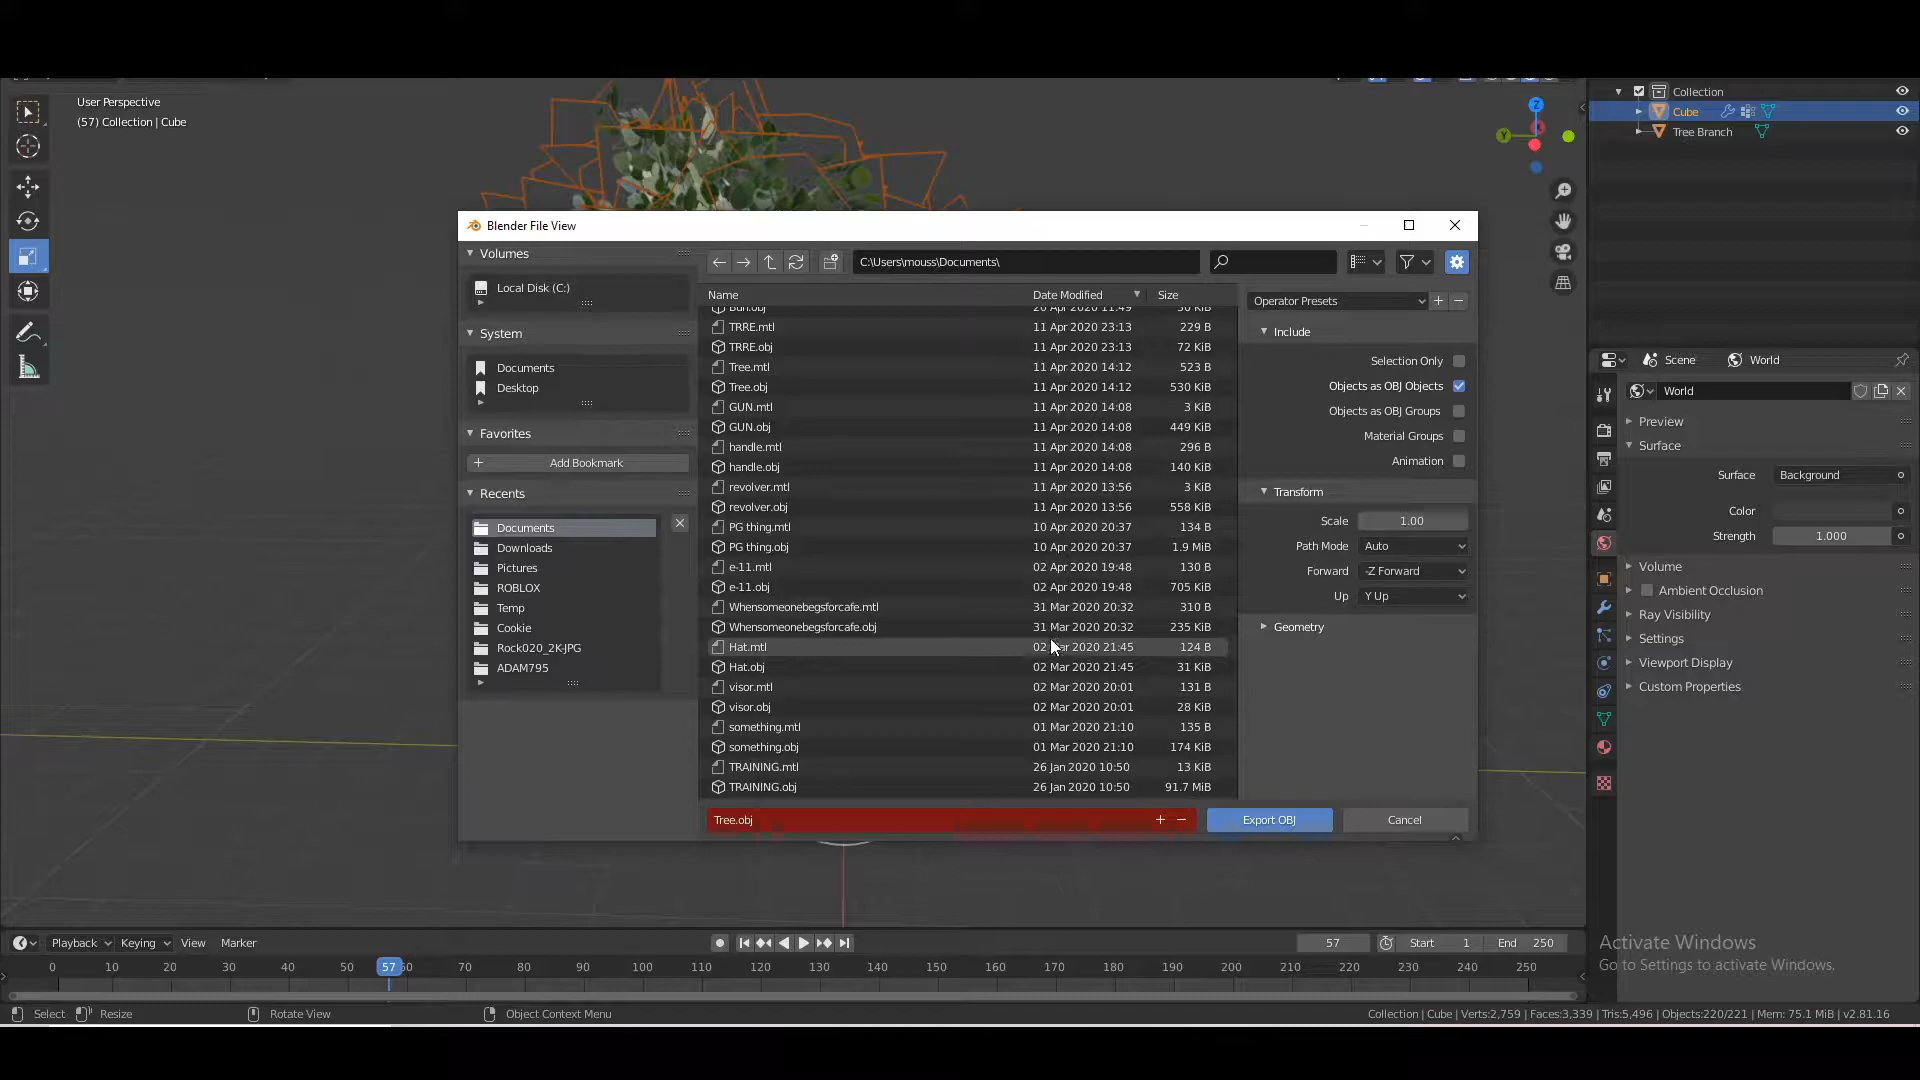 User Perspective
(57) Collection | Cube
Collection
Cube
Tree Branch
Blender File View
Volumes
Local Disk (C:)
System
Documents
Desktop
Favorites
Add Bookmark
Recents
Documents
Downloads
Pictures
ROBLOX
Temp
Cookie
Rock020_2K-JPG
ADAM795
C:\Users\mouss\Documents\
Name Date Modified Size
Bun.obj 20 Apr 2020 11:49 30 KiB
TRRE.mtl 11 Apr 2020 23:13 229 B
TRRE.obj 11 Apr 2020 23:13 72 KiB
Tree.mtl 11 Apr 2020 14:12 523 B
Tree.obj 11 Apr 2020 14:12 530 KiB
GUN.mtl 11 Apr 2020 14:08 3 KiB
GUN.obj 11 Apr 2020 14:08 449 KiB
handle.mtl 11 Apr 2020 14:08 296 B
handle.obj 11 Apr 2020 14:08 140 KiB
revolver.mtl 11 Apr 2020 13:56 3 KiB
revolver.obj 11 Apr 2020 13:56 558 KiB
PG thing.mtl 10 Apr 2020 20:37 134 B
PG thing.obj 10 Apr 2020 20:37 1.9 MiB
e-11.mtl 02 Apr 2020 19:48 130 B
e-11.obj 02 Apr 2020 19:48 705 KiB
Whensomeonebegsforcafe.mtl 31 Mar 2020 20:32 310 B
Whensomeonebegsforcafe.obj 31 Mar 2020 20:32 235 KiB
Hat.mtl 02 Mar 2020 21:45 124 B
Hat.obj 02 Mar 2020 21:45 31 KiB
visor.mtl 02 Mar 2020 20:01 131 B
visor.obj 02 Mar 2020 20:01 28 KiB
something.mtl 01 Mar 2020 21:10 135 B
something.obj 01 Mar 2020 21:10 174 KiB
TRAINING.mtl 26 Jan 2020 10:50 13 KiB
TRAINING.obj 26 Jan 2020 10:50 91.7 MiB
Tree.obj + − Export OBJ Cancel
Operator Presets + −
Include
Selection Only
Objects as OBJ Objects
Objects as OBJ Groups
Material Groups
Animation
Transform
Scale 1.00
Path Mode Auto
Forward -Z Forward
Up Y Up
Geometry
Z
Y
Scene World
World
Preview
Surface
Surface Background
Color
Strength 1.000
Volume
Ambient Occlusion
Ray Visibility
Settings
Viewport Display
Custom Properties
Activate Windows
Go to Settings to activate Windows.
Playback Keying View Marker 57 Start 1 End 250
0 10 20 30 40 50 57 60 70 80 90 100 110 120 130 140 150 160 170 180 190 200 210 220 230 240 250
Select Resize Rotate View Object Context Menu Collection | Cube | Verts:2,759 | Faces:3,339 | Tris:5,496 | Objects:220/221 | Mem: 75.1 MiB | v2.81.16